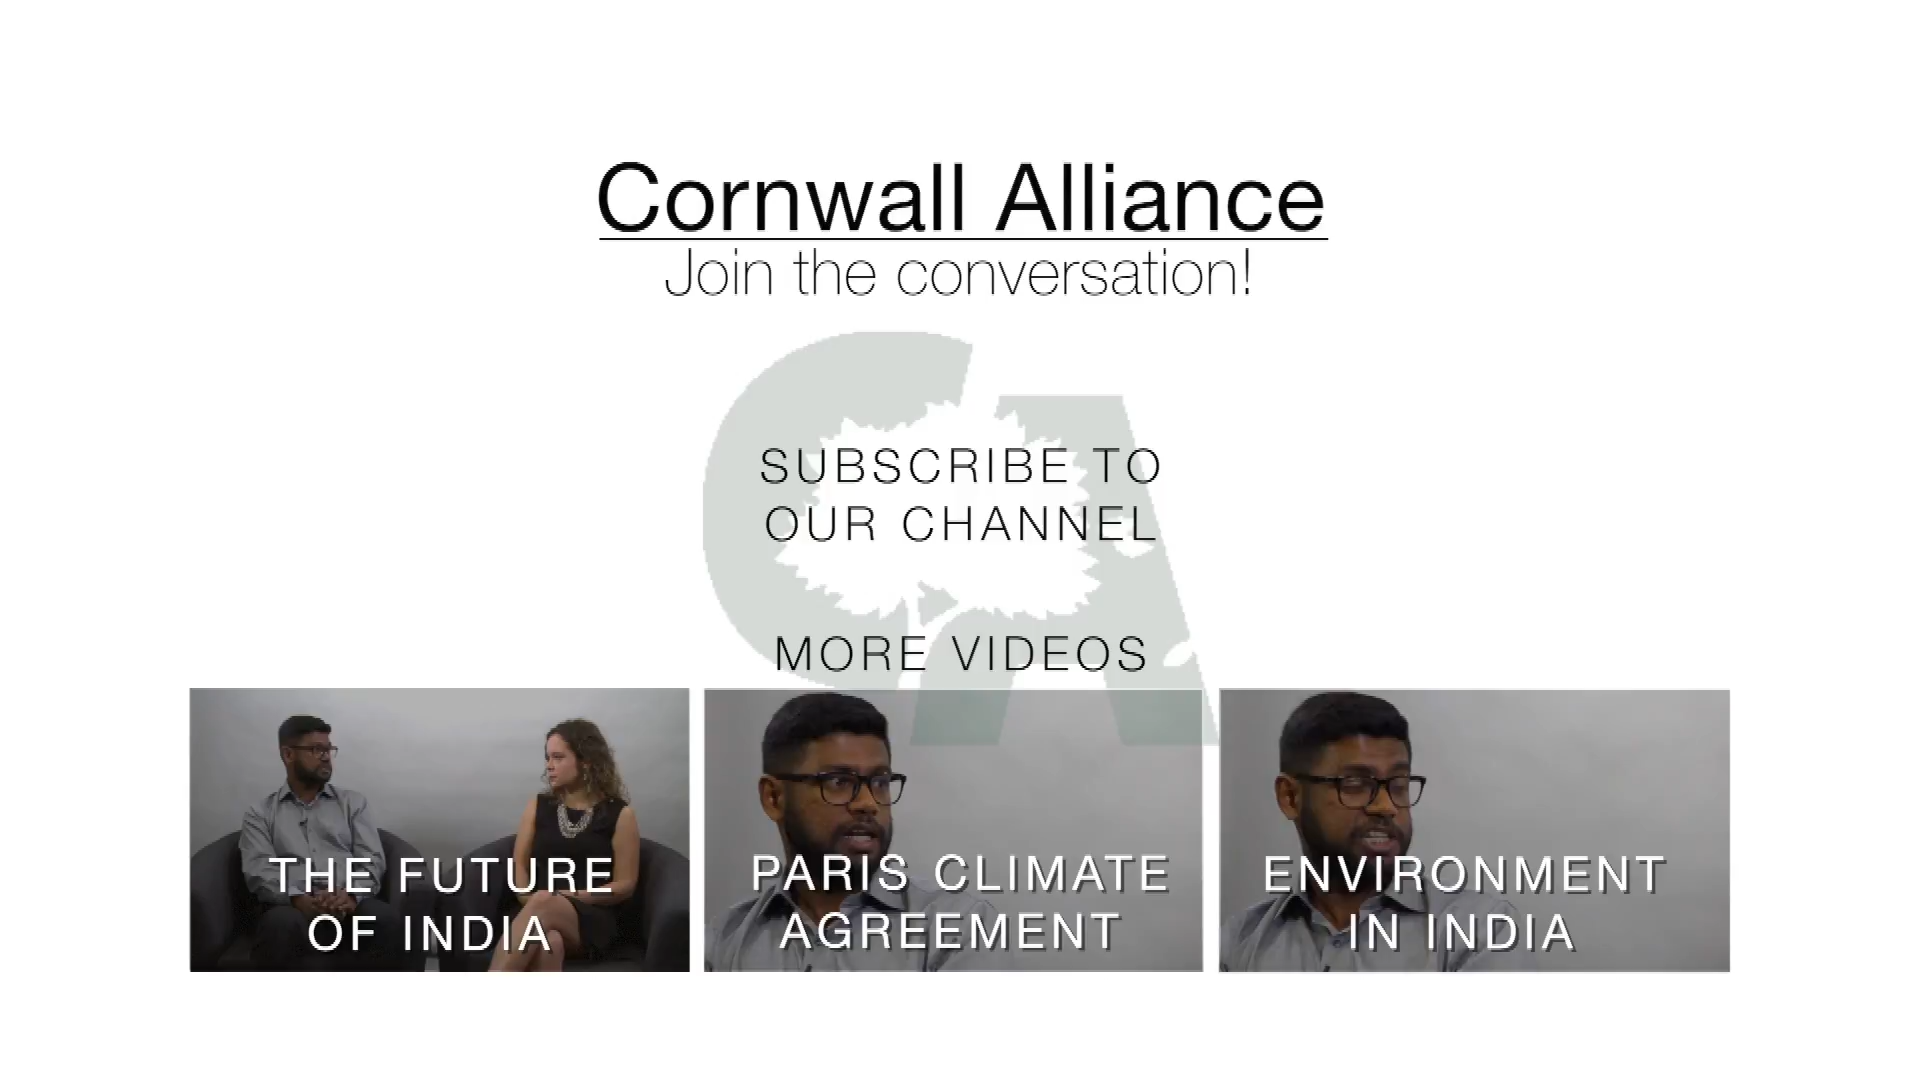 Cornwall Alliance
Join the conversation!
CA
SUBSCRIBE TO
OUR CHANNEL
MORE VIDEOS
THE FUTURE
OF INDIA
PARIS CLIMATE
AGREEMENT
ENVIRONMENT
IN INDIA